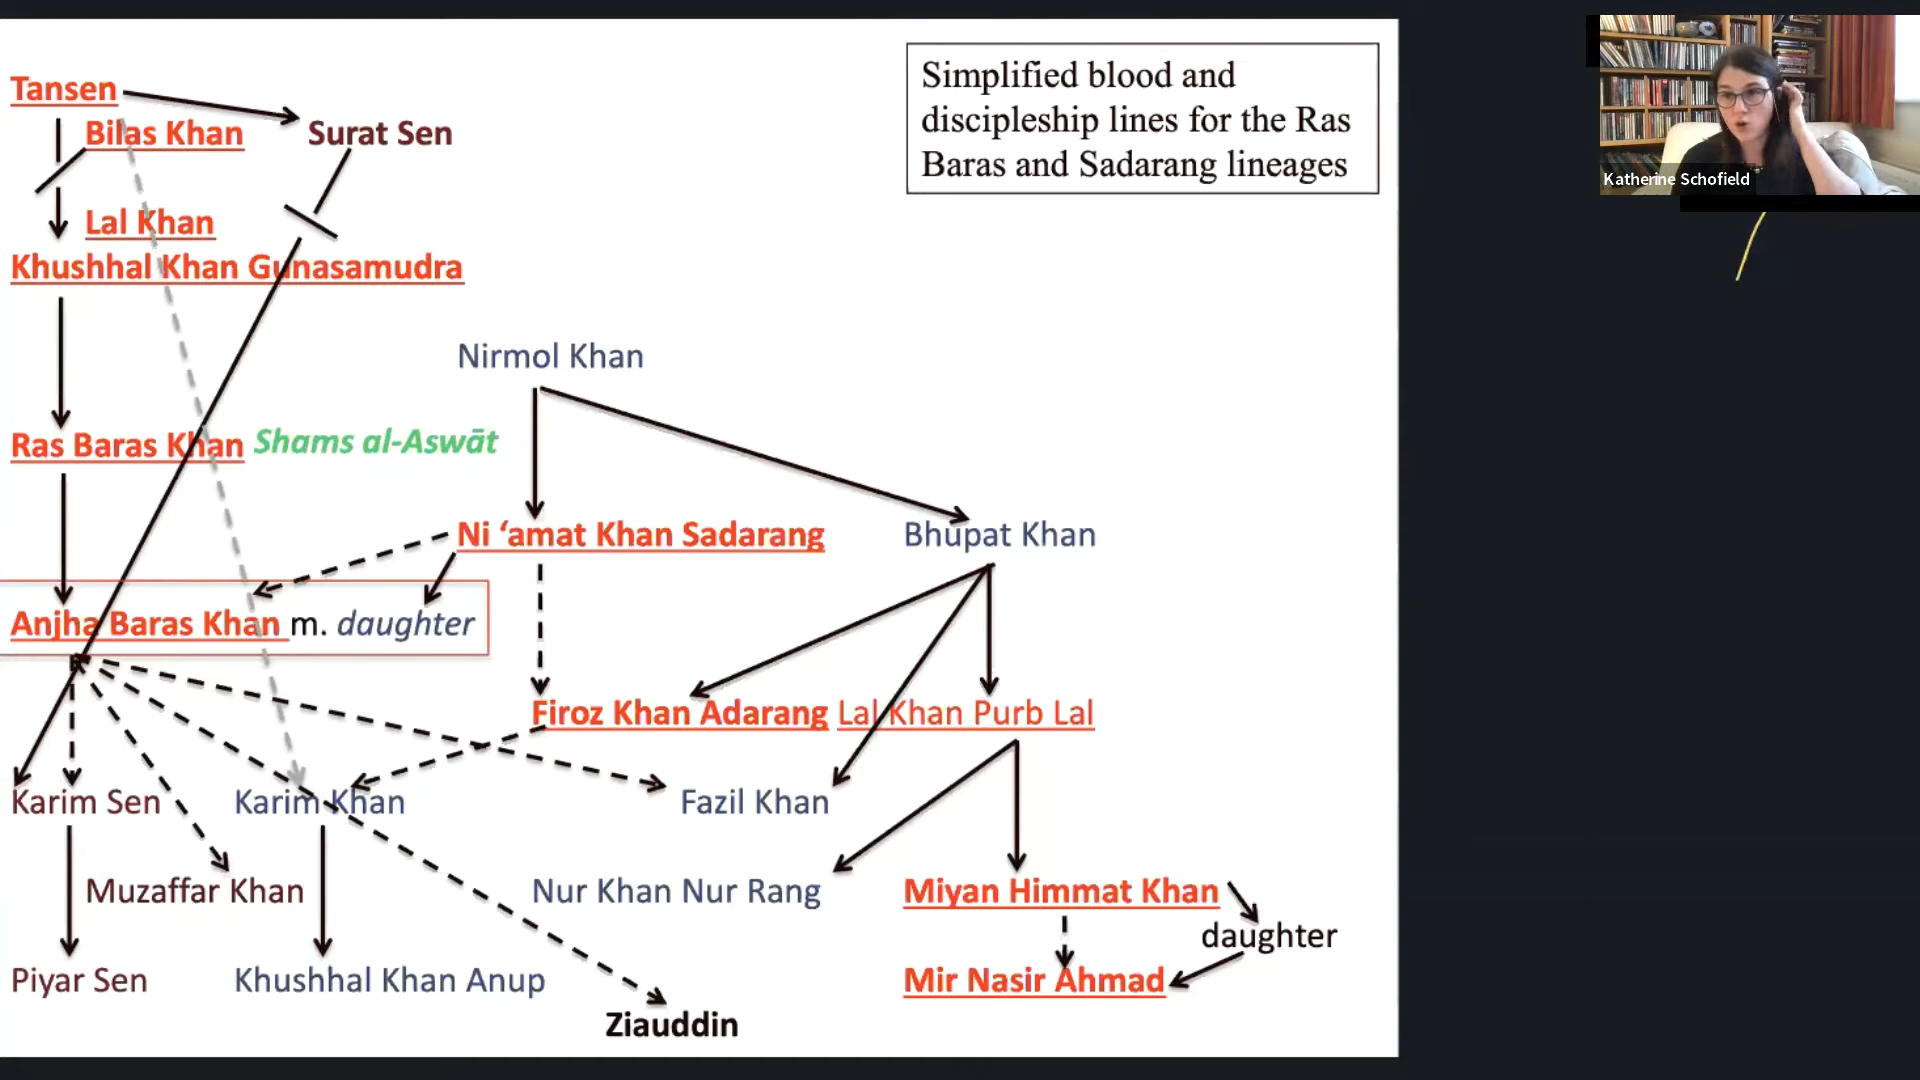 Simplified blood and
discipleship lines for the Ras
Baras and Sadarang lineages
Katherine Schofield
Tansen
Bilas Khan
Surat Sen
Lal Khan
Khushhal Khan Gunasamudra
Nirmol Khan
Ras Baras Khan Shams al-Aswāt
Ni ‘amat Khan Sadarang
Bhupat Khan
Anjha Baras Khan m. daughter
Firoz Khan Adarang Lal Khan Purb Lal
Karim Sen
Karim Khan
Fazil Khan
Muzaffar Khan
Nur Khan Nur Rang
Miyan Himmat Khan
daughter
Piyar Sen
Khushhal Khan Anup
Mir Nasir Ahmad
Ziauddin